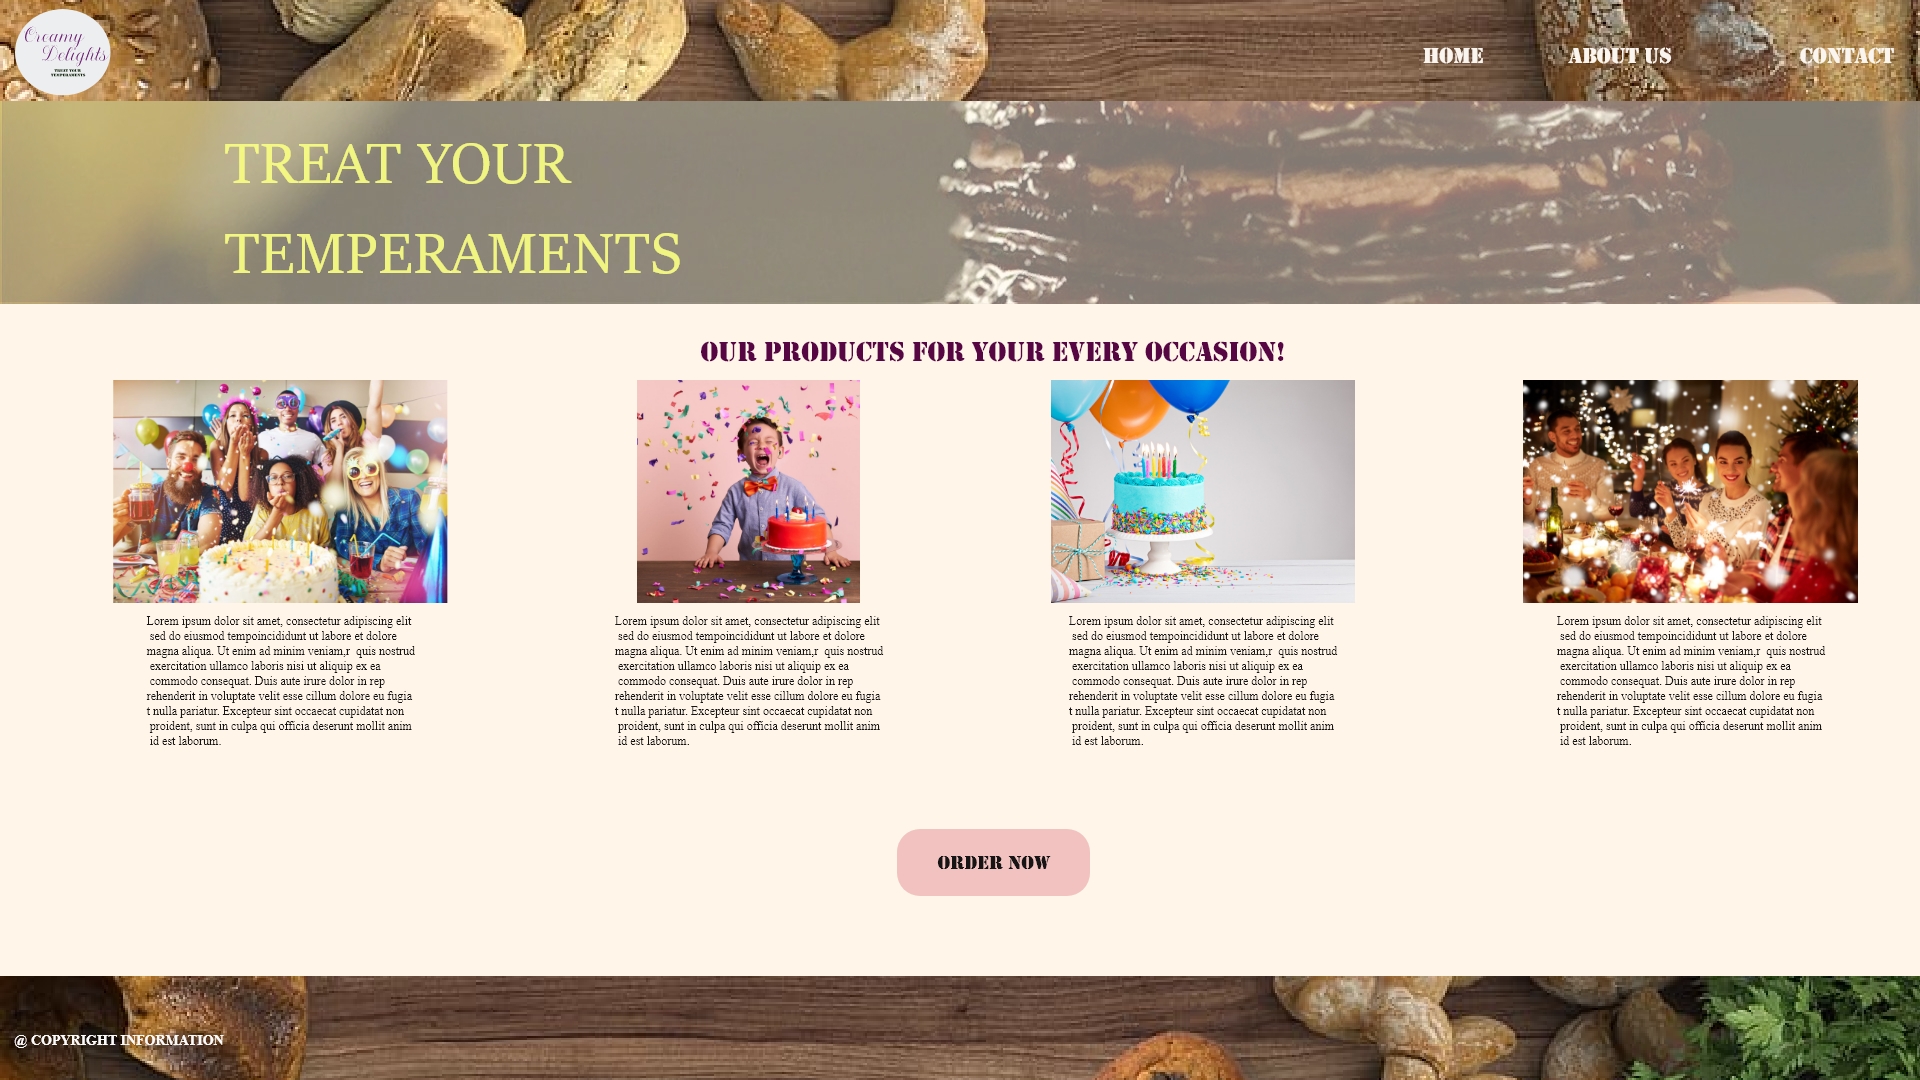 Creamy
Delights
TREAT YOUR
TEMPERAMENTS
HOME
ABOUT US
CONTACT
TREAT YOUR
TEMPERAMENTS
OUR PRODUCTS FOR YOUR EVERY OCCASION!
Lorem ipsum dolor sit amet, consectetur adipiscing elit
sed do eiusmod tempoincididunt ut labore et dolore
magna aliqua. Ut enim ad minim veniam,r  quis nostrud
exercitation ullamco laboris nisi ut aliquip ex ea
commodo consequat. Duis aute irure dolor in rep
rehenderit in voluptate velit esse cillum dolore eu fugia
t nulla pariatur. Excepteur sint occaecat cupidatat non
proident, sunt in culpa qui officia deserunt mollit anim
id est laborum.
Lorem ipsum dolor sit amet, consectetur adipiscing elit
sed do eiusmod tempoincididunt ut labore et dolore
magna aliqua. Ut enim ad minim veniam,r  quis nostrud
exercitation ullamco laboris nisi ut aliquip ex ea
commodo consequat. Duis aute irure dolor in rep
rehenderit in voluptate velit esse cillum dolore eu fugia
t nulla pariatur. Excepteur sint occaecat cupidatat non
proident, sunt in culpa qui officia deserunt mollit anim
id est laborum.
Lorem ipsum dolor sit amet, consectetur adipiscing elit
sed do eiusmod tempoincididunt ut labore et dolore
magna aliqua. Ut enim ad minim veniam,r  quis nostrud
exercitation ullamco laboris nisi ut aliquip ex ea
commodo consequat. Duis aute irure dolor in rep
rehenderit in voluptate velit esse cillum dolore eu fugia
t nulla pariatur. Excepteur sint occaecat cupidatat non
proident, sunt in culpa qui officia deserunt mollit anim
id est laborum.
Lorem ipsum dolor sit amet, consectetur adipiscing elit
sed do eiusmod tempoincididunt ut labore et dolore
magna aliqua. Ut enim ad minim veniam,r  quis nostrud
exercitation ullamco laboris nisi ut aliquip ex ea
commodo consequat. Duis aute irure dolor in rep
rehenderit in voluptate velit esse cillum dolore eu fugia
t nulla pariatur. Excepteur sint occaecat cupidatat non
proident, sunt in culpa qui officia deserunt mollit anim
id est laborum.
ORDER NOW
@ COPYRIGHT INFORMATION